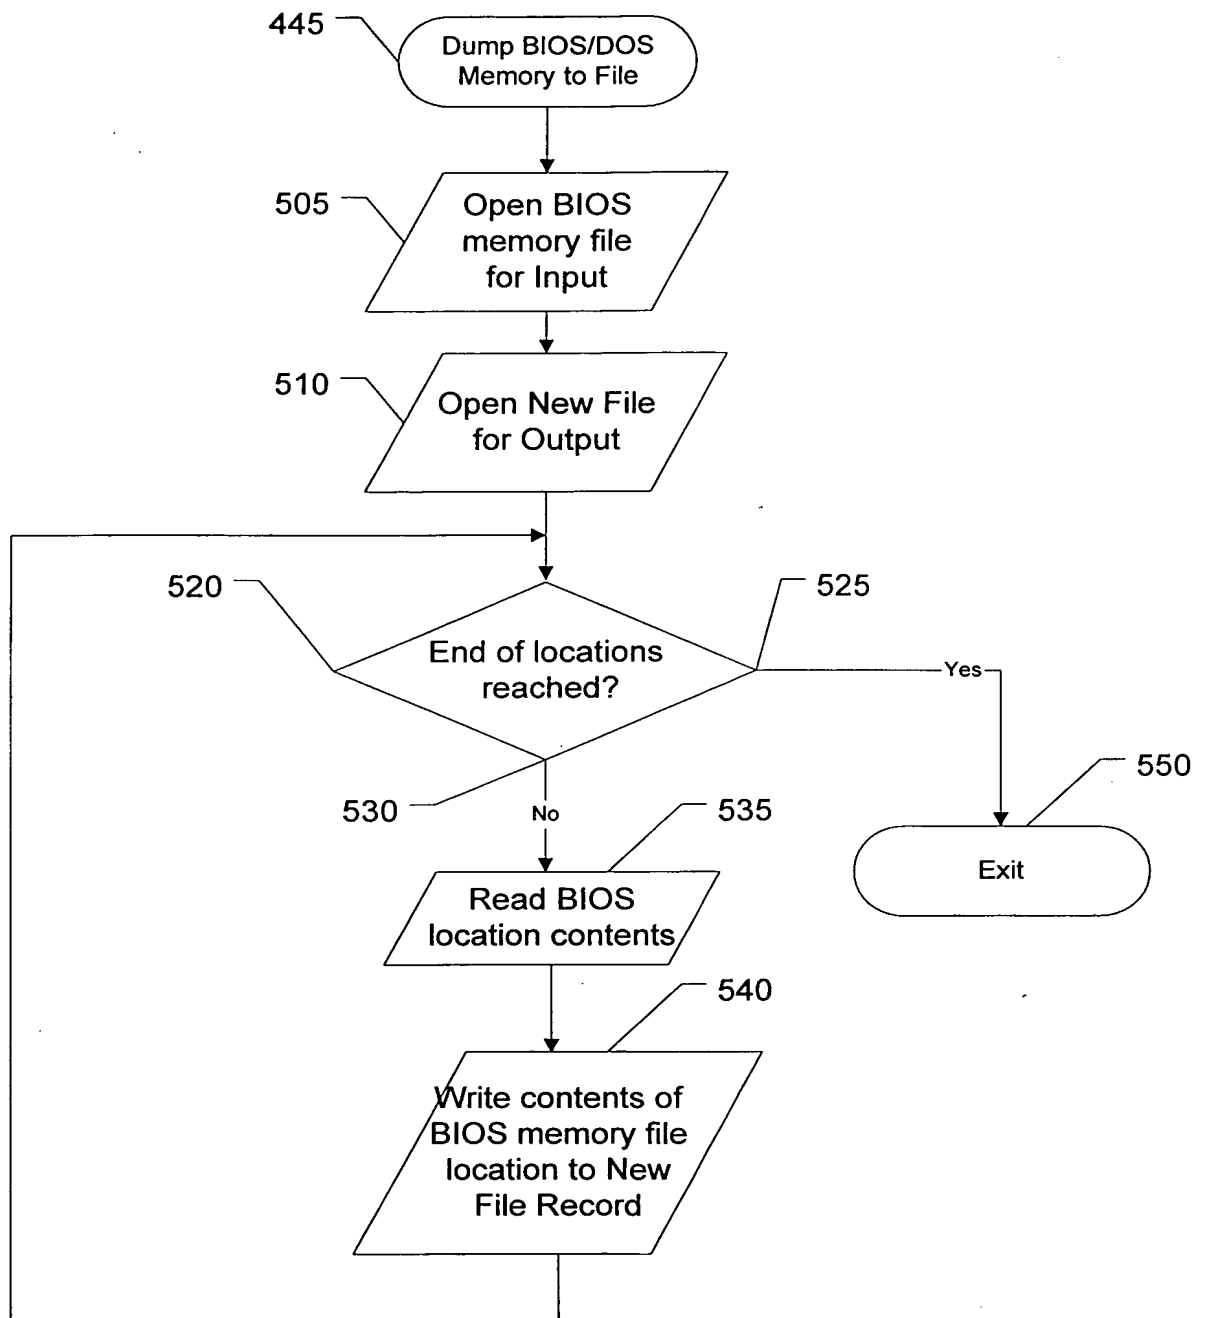 445
Dump BIOS/DOS
Memory to File
505
Open BIOS
memory file
for Input
510
Open New File
for Output
520
525
End of locations
reached?
Yes
530
No
535
550
Exit
Read BIOS
location contents
540
Write contents of
BIOS memory file
location to New
File Record